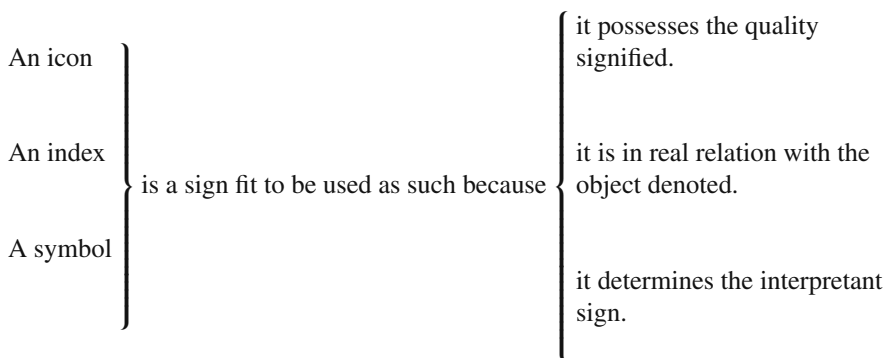 An icon
An index
A symbol
is a sign fit to be used as such because
it possesses the quality
signified.
it is in real relation with the
object denoted.
it determines the interpretant
sign.